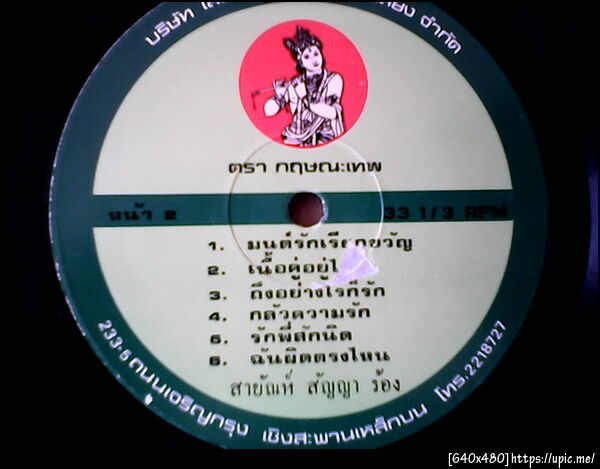 บริษัท
จำกัด
ตรา กฤษณะเทพ
หน้า 2
33 1/3 RPM
1. มนต์รักเรียกขวัญ
2. เนื้อคู่อยู่
3. ถึงอย่างไรก็รัก
4. กลัวความรัก
5. รักพี่สักนิด
6. ฉันผิดตรงไหน
สายัณห์ สัญญา ร้อง
233-5 ถนนเจริญกรุง เชิงสะพานเหล็กบน โทร.2218727
[640x480]https://upic.me/